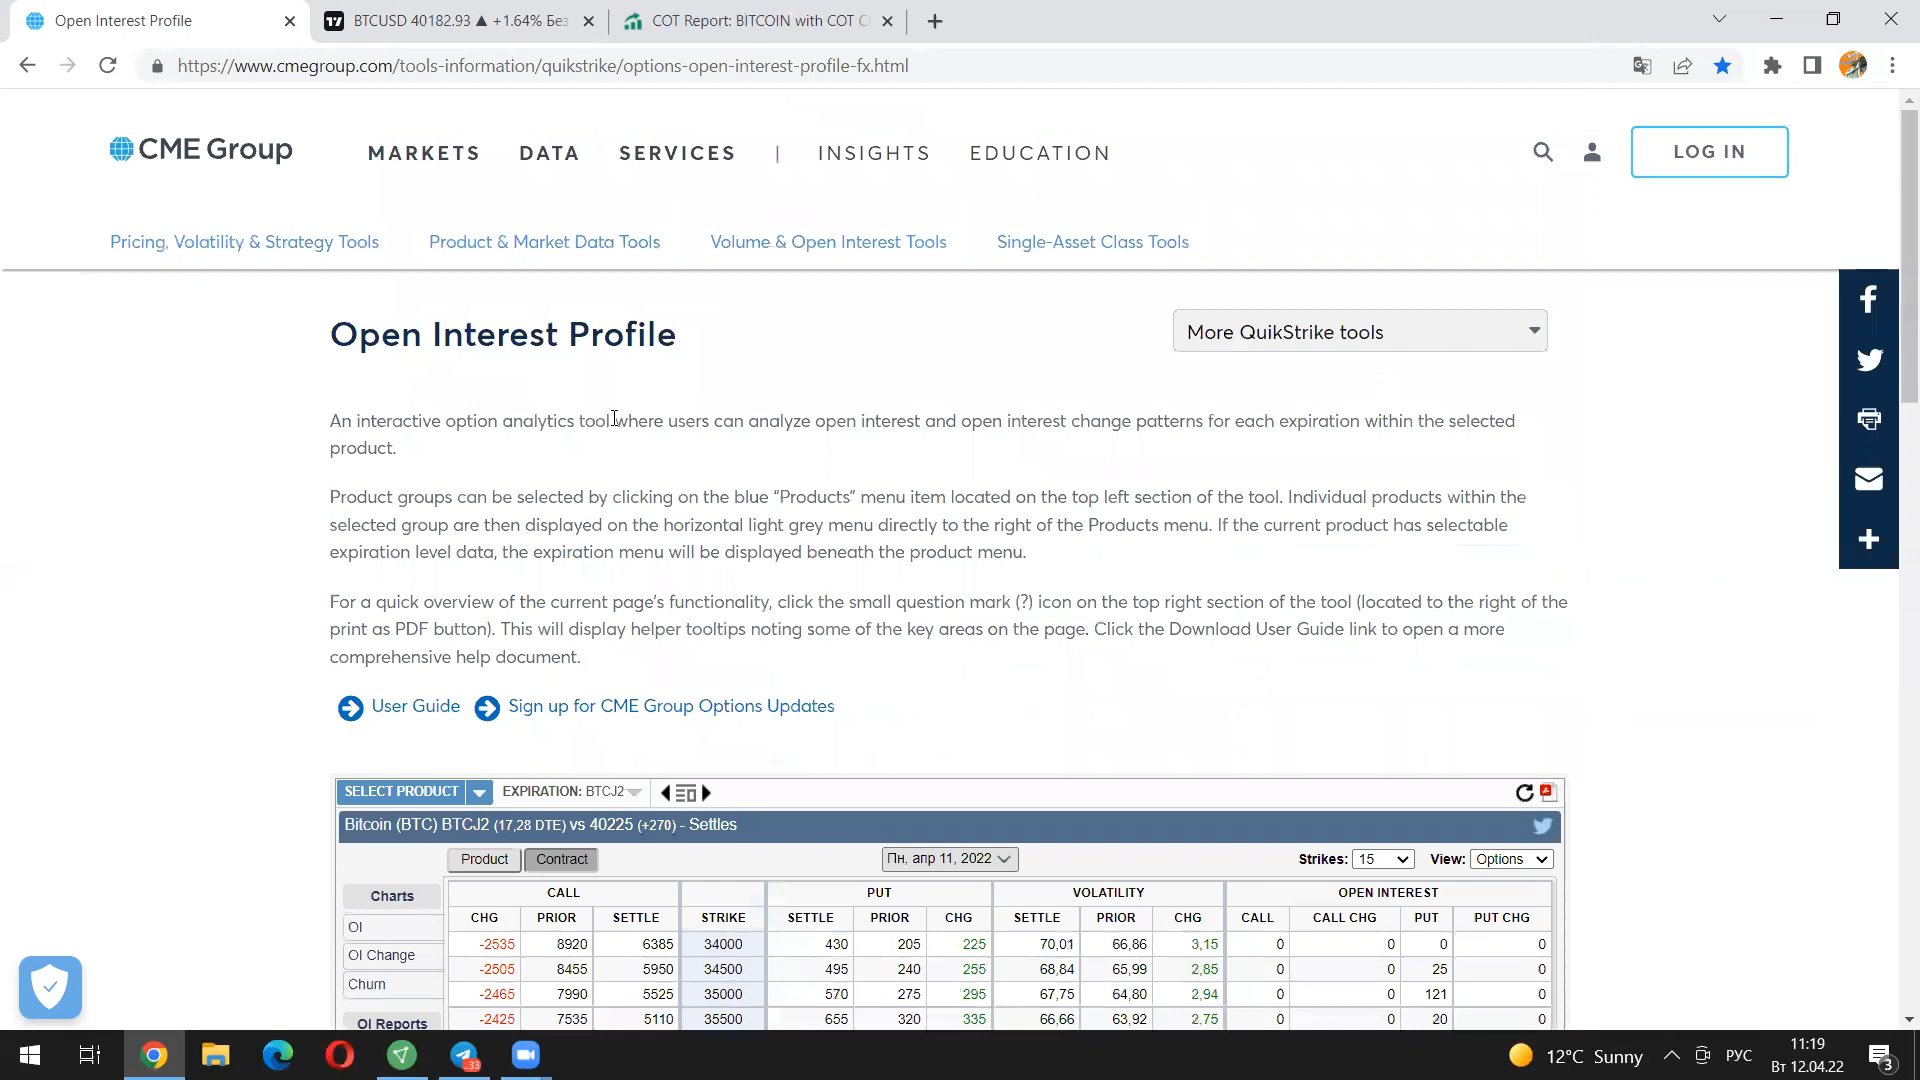 Open Interest Profile
BTCUSD 40182.93 ▲ +1.64% Без
COT Report: BITCOIN with COT C
https://www.cmegroup.com/tools-information/quikstrike/options-open-interest-profile-fx.html
CME Group
MARKETS DATA SERVICES | INSIGHTS EDUCATION
LOG IN
Pricing, Volatility & Strategy Tools Product & Market Data Tools Volume & Open Interest Tools Single-Asset Class Tools
Open Interest Profile
More QuikStrike tools
An interactive option analytics tool where users can analyze open interest and open interest change patterns for each expiration within the selected
product.
Product groups can be selected by clicking on the blue “Products” menu item located on the top left section of the tool. Individual products within the
selected group are then displayed on the horizontal light grey menu directly to the right of the Products menu. If the current product has selectable
expiration level data, the expiration menu will be displayed beneath the product menu.
For a quick overview of the current page's functionality, click the small question mark (?) icon on the top right section of the tool (located to the right of the
print as PDF button). This will display helper tooltips noting some of the key areas on the page. Click the Download User Guide link to open a more
comprehensive help document.
User Guide Sign up for CME Group Options Updates
SELECT PRODUCT EXPIRATION: BTCJ2
Bitcoin (BTC) BTCJ2 (17,28 DTE) vs 40225 (+270) - Settles
Product Contract Пн, апр 11, 2022 Strikes: 15 View: Options
Charts
OI
OI Change
Churn
OI Reports
CALL PUT VOLATILITY OPEN INTEREST
CHG PRIOR SETTLE STRIKE SETTLE PRIOR CHG SETTLE PRIOR CHG CALL CALL CHG PUT PUT CHG
-2535 8920 6385 34000 430 205 225 70,01 66,86 3,15 0 0 0 0
-2505 8455 5950 34500 495 240 255 68,84 65,99 2,85 0 0 25 0
-2465 7990 5525 35000 570 275 295 67,75 64,80 2,94 0 0 121 0
-2425 7535 5110 35500 655 320 335 66,66 63,92 2,75 0 0 20 0
33
12°C Sunny
РУС
11:19
Вт 12.04.22
3